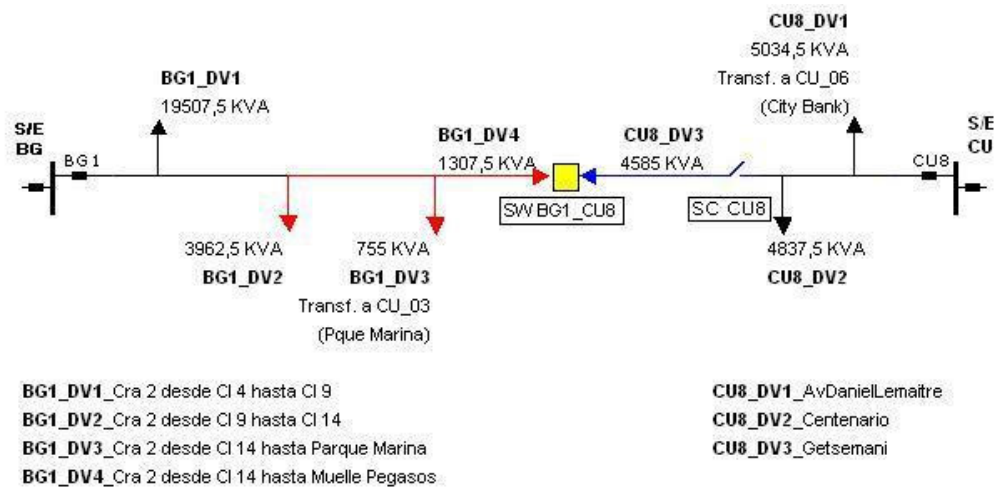 CU8_DV1
5034,5 KVA
Transf. a CU_06
(City Bank)
BG1_DV1
19507,5 KVA
S/E
BG
BG1
BG1_DV4
1307,5 KVA
CU8_DV3
4585 KVA
CU8
S/E
CU
SW BG1_CU8
SC CU8
3962,5 KVA
BG1_DV2
755 KVA
BG1_DV3
Transf. a CU_03
(Pque Marina)
4837,5 KVA
CU8_DV2
BG1_DV1_Cra 2 desde Cl 4 hasta Cl 9
BG1_DV2_Cra 2 desde Cl 9 hasta Cl 14
BG1_DV3_Cra 2 desde Cl 14 hasta Parque Marina
BG1_DV4_Cra 2 desde Cl 14 hasta Muelle Pegasos
CU8_DV1_AvDanielLemaitre
CU8_DV2_Centenario
CU8_DV3_Getsemani